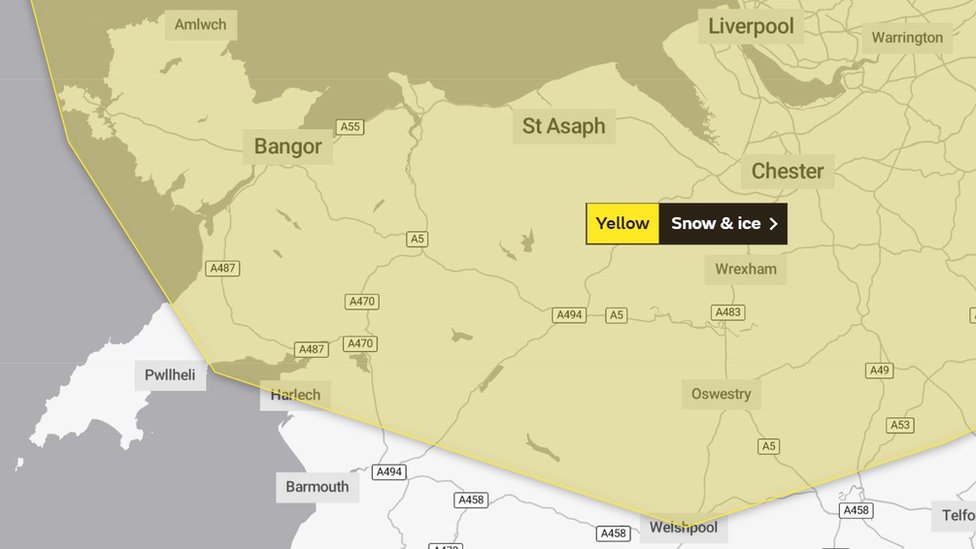 Amlwch
Liverpool
Warrington
A55
St Asaph
Bangor
Chester
Yellow Snow & ice
A5
A487
Wrexham
A470
A494
A5
A483
A487
A470
A49
Pwllheli
Harlech
Oswestry
A53
A5
A494
Barmouth
A458
A458
Welshpool
A458